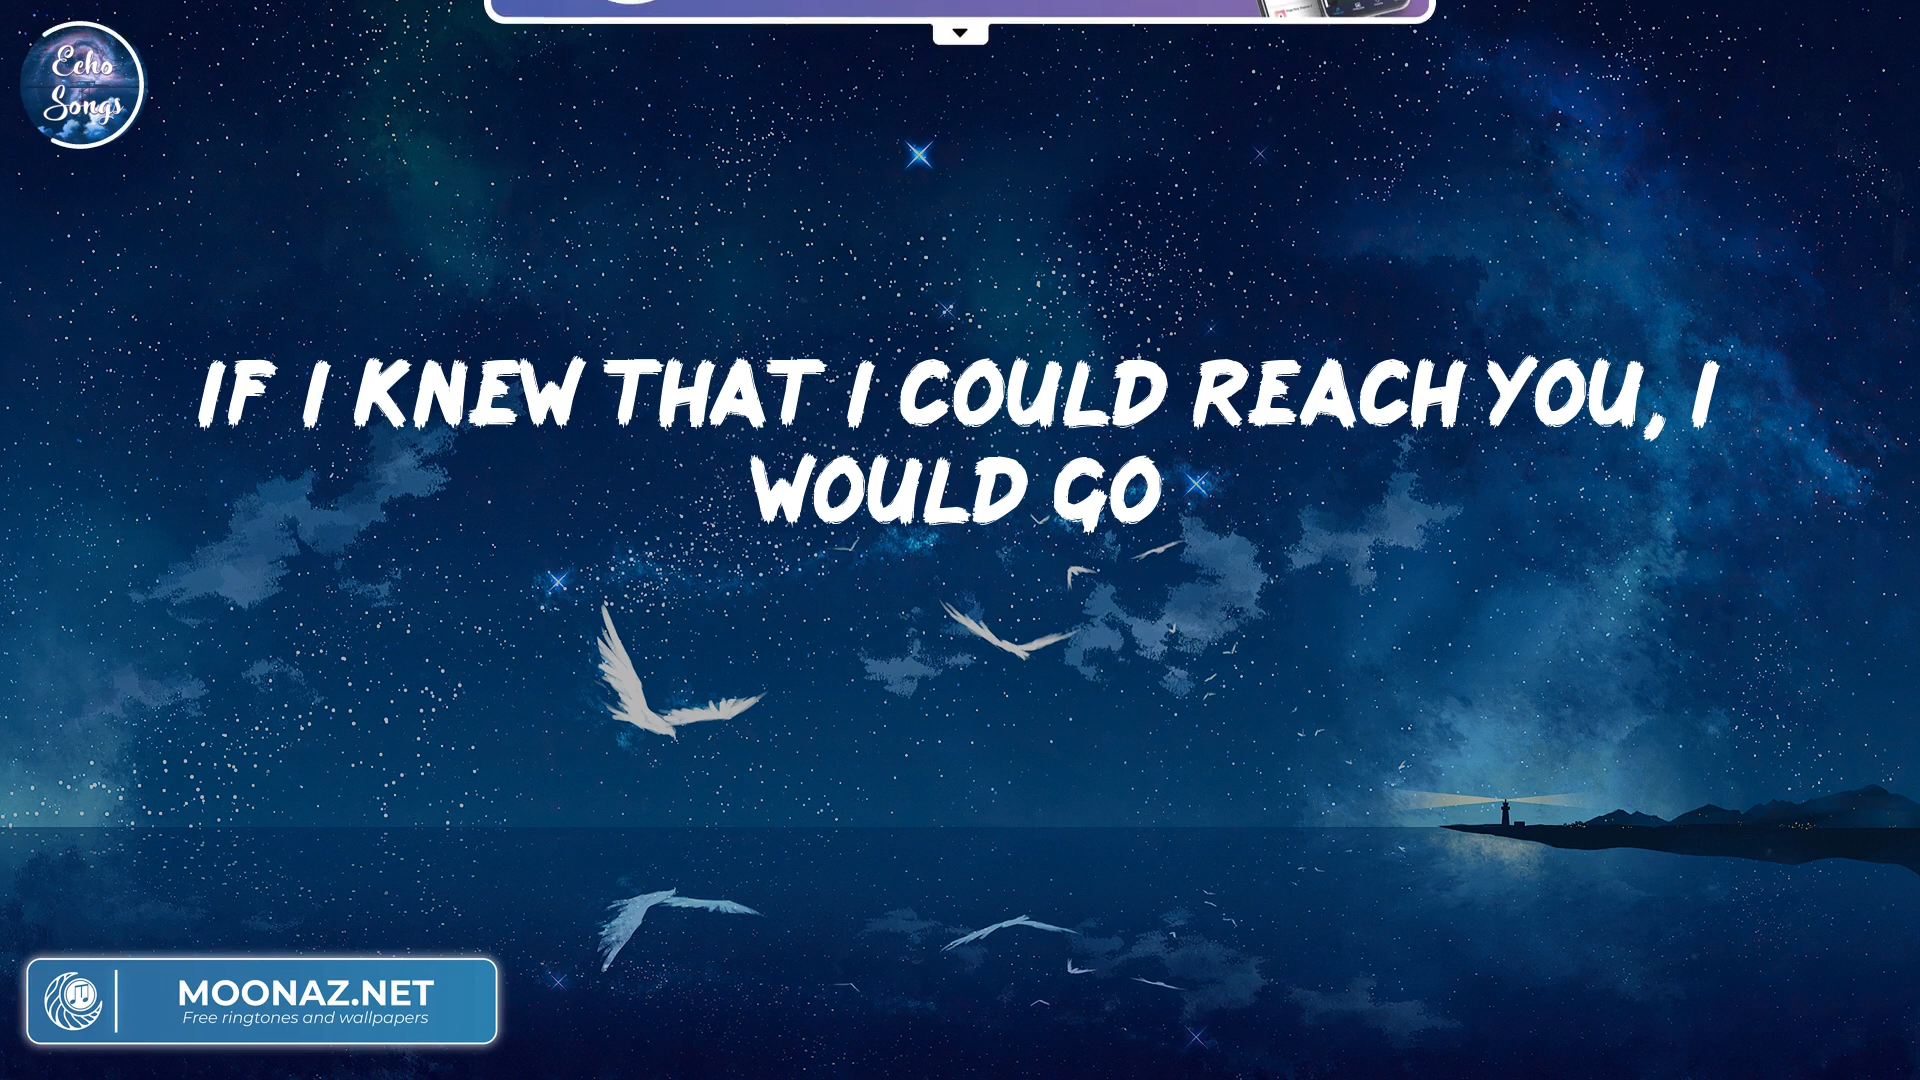 Echo
Songs
IF I KNEW THAT I COULD REACH YOU, I
WOULD GO
MOONAZ.NET
Free ringtones and wallpapers